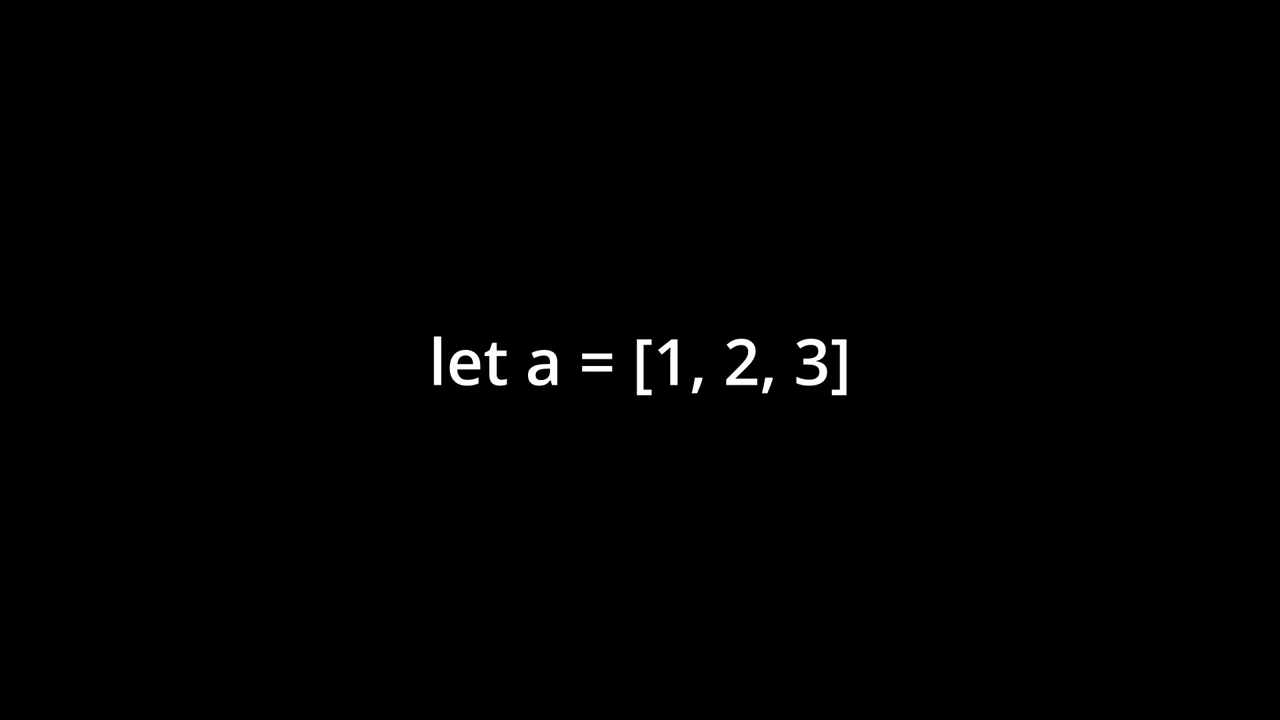 let a = [1, 2, 3]